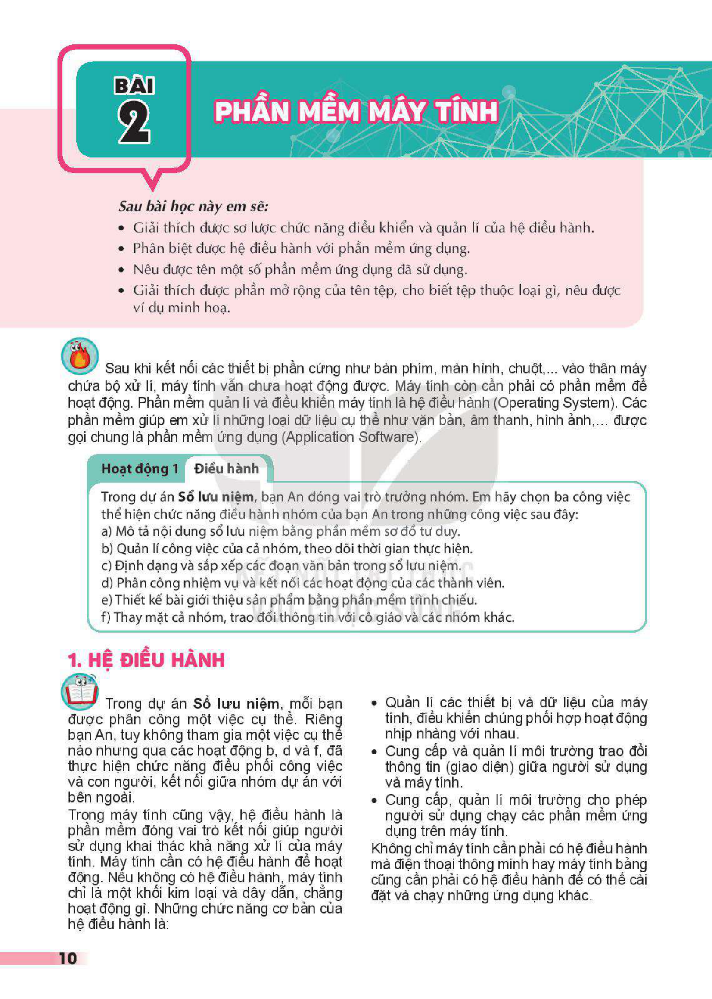 BÀI
2
PHẦN MỀM MÁY TÍNH
Sau bài học này em sẽ:
• Giải thích được sơ lược chức năng điều khiển và quản lí của hệ điều hành.
• Phân biệt được hệ điều hành với phần mềm ứng dụng.
• Nêu được tên một số phần mềm ứng dụng đã sử dụng.
• Giải thích được phần mở rộng của tên tệp, cho biết tệp thuộc loại gì, nêu được
ví dụ minh hoạ.
Sau khi kết nối các thiết bị phần cứng như bàn phím, màn hình, chuột,... vào thân máy
chứa bộ xử lí, máy tính vẫn chưa hoạt động được. Máy tính còn cần phải có phần mềm để
hoạt động. Phần mềm quản lí và điều khiển máy tính là hệ điều hành (Operating System). Các
phần mềm giúp em xử lí những loại dữ liệu cụ thể như văn bản, âm thanh, hình ảnh,... được
gọi chung là phần mềm ứng dụng (Application Software).
Hoạt động 1 Điều hành
Trong dự án Sổ lưu niệm, bạn An đóng vai trò trưởng nhóm. Em hãy chọn ba công việc
thể hiện chức năng điều hành nhóm của bạn An trong những công việc sau đây:
a) Mô tả nội dung sổ lưu niệm bằng phần mềm sơ đồ tư duy.
b) Quản lí công việc của cả nhóm, theo dõi thời gian thực hiện.
c) Định dạng và sắp xếp các đoạn văn bản trong sổ lưu niệm.
d) Phân công nhiệm vụ và kết nối các hoạt động của các thành viên.
e) Thiết kế bài giới thiệu sản phẩm bằng phần mềm trình chiếu.
f) Thay mặt cả nhóm, trao đổi thông tin với cô giáo và các nhóm khác.
KẾT NỐI TRI THỨC
VỚI CUỘC SỐNG
1. HỆ ĐIỀU HÀNH
Trong dự án Sổ lưu niệm, mỗi bạn
được phân công một việc cụ thể. Riêng
bạn An, tuy không tham gia một việc cụ thể
nào nhưng qua các hoạt động b, d và f, đã
thực hiện chức năng điều phối công việc
và con người, kết nối giữa nhóm dự án với
bên ngoài.
Trong máy tính cũng vậy, hệ điều hành là
phần mềm đóng vai trò kết nối giúp người
sử dụng khai thác khả năng xử lí của máy
tính. Máy tính cần có hệ điều hành để hoạt
động. Nếu không có hệ điều hành, máy tính
chỉ là một khối kim loại và dây dẫn, chẳng
hoạt động gì. Những chức năng cơ bản của
hệ điều hành là:
• Quản lí các thiết bị và dữ liệu của máy
tính, điều khiển chúng phối hợp hoạt động
nhịp nhàng với nhau.
• Cung cấp và quản lí môi trường trao đổi
thông tin (giao diện) giữa người sử dụng
và máy tính.
• Cung cấp, quản lí môi trường cho phép
người sử dụng chạy các phần mềm ứng
dụng trên máy tính.
Không chỉ máy tính cần phải có hệ điều hành
mà điện thoại thông minh hay máy tính bảng
cũng cần phải có hệ điều hành để có thể cài
đặt và chạy những ứng dụng khác.
10